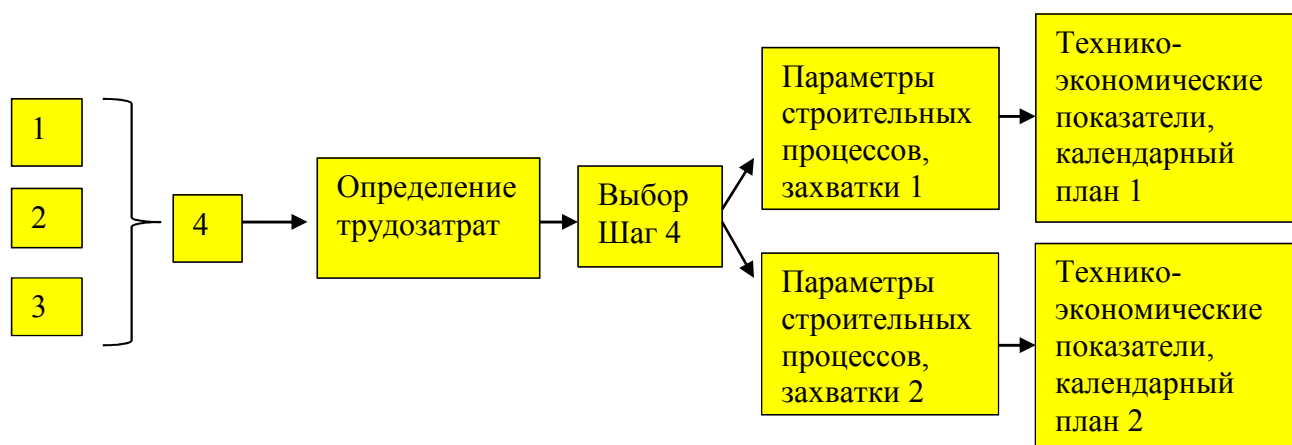 1
2
3
4
Определение
трудозатрат
Выбор
Шаг 4
Параметры
строительных
процессов,
захватки 1
Технико-
экономические
показатели,
календарный
план 1
Параметры
строительных
процессов,
захватки 2
Технико-
экономические
показатели,
календарный
план 2